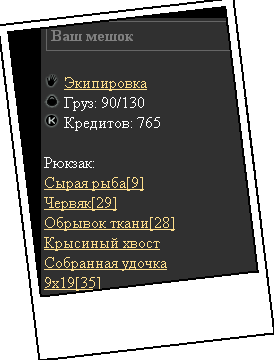 Ваш мешок
Экипировка
Груз: 90/130
Кредитов: 765
Рюкзак:
Сырая рыба[9]
Червяк[29]
Обрывок ткани[28]
Крысиный хвост
Собранная удочка
9х19[35]